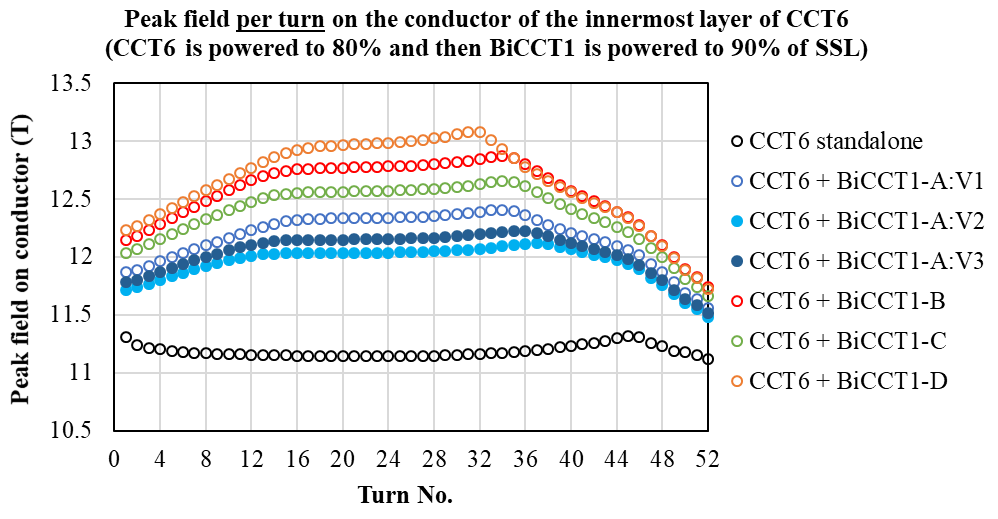 Peak field per turn on the conductor of the innermost layer of CCT6
(CCT6 is powered to 80% and then BiCCT1 is powered to 90% of SSL)
Peak field on conductor (T)
13.5
13
12.5
12
11.5
11
10.5
0 4 8 12 16 20 24 28 32 36 40 44 48 52
Turn No.
CCT6 standalone
CCT6 + BiCCT1-A:V1
CCT6 + BiCCT1-A:V2
CCT6 + BiCCT1-A:V3
CCT6 + BiCCT1-B
CCT6 + BiCCT1-C
CCT6 + BiCCT1-D